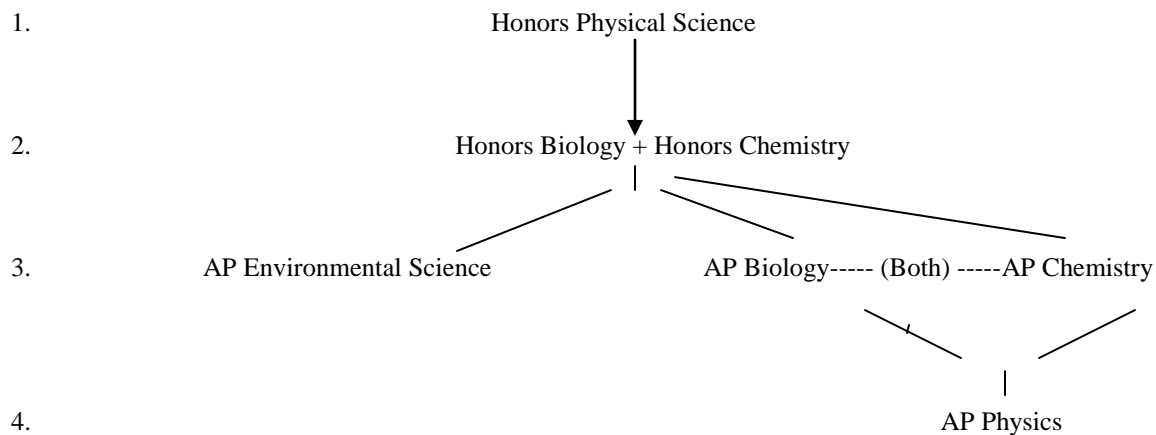 1. Honors Physical Science
2. Honors Biology + Honors Chemistry
3. AP Environmental Science AP Biology----- (Both) -----AP Chemistry
4. AP Physics